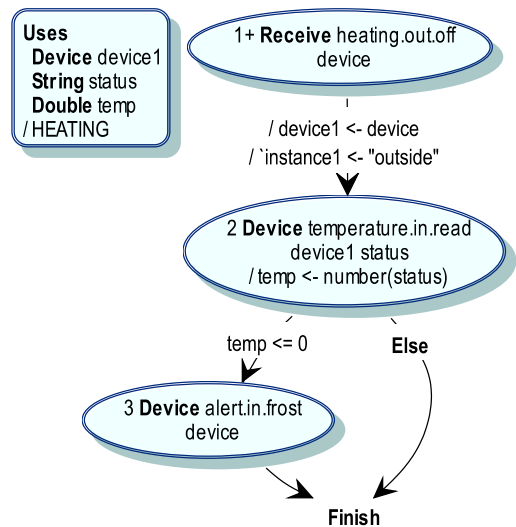 Uses
Device device1
String status
Double temp
/ HEATING
1+ Receive heating.out.off
device
/ device1 <- device
/ `instance1 <- "outside"
2 Device temperature.in.read
device1 status
/ temp <- number(status)
temp <= 0
Else
3 Device alert.in.frost
device
Finish